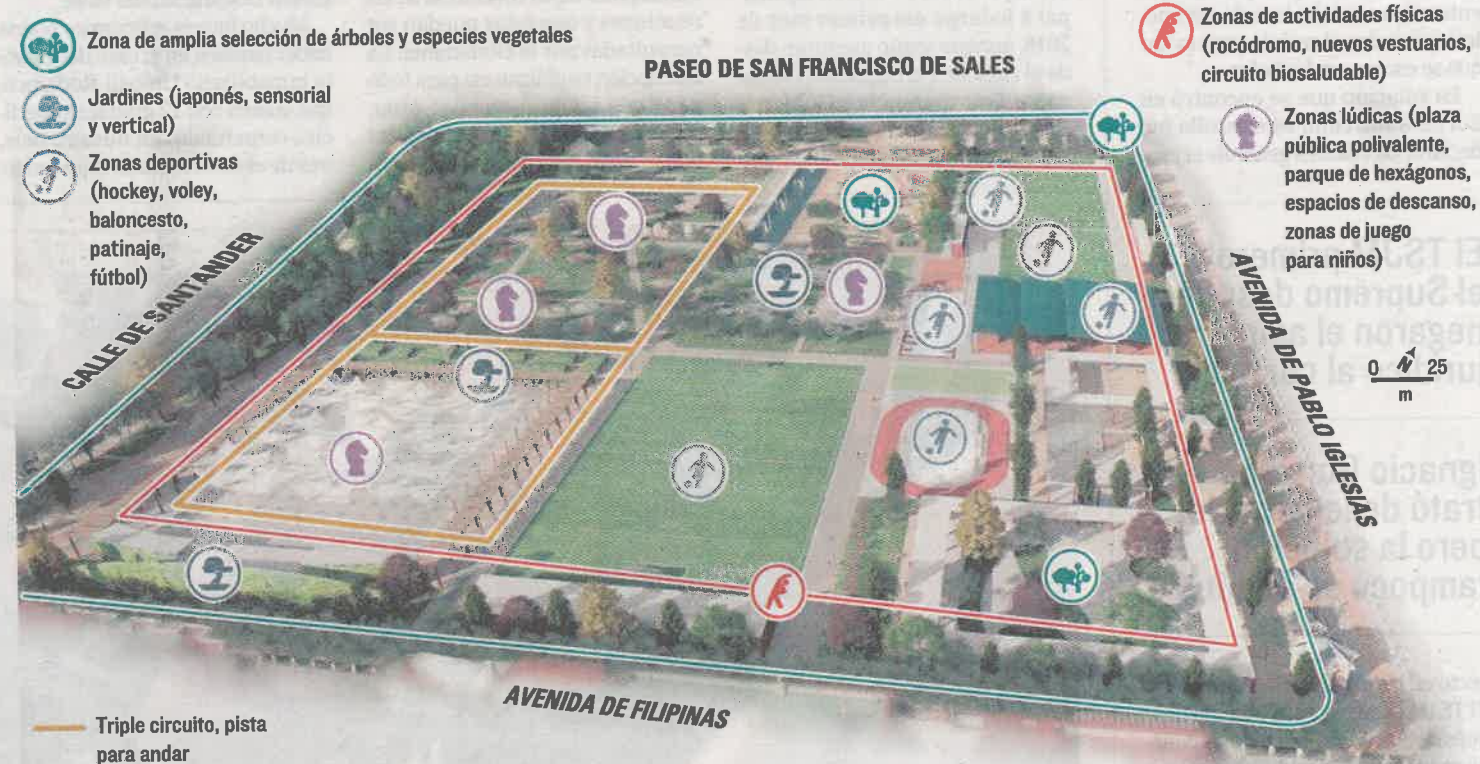 Zona de amplia selección de árboles y especies vegetales
Jardines (japonés, sensorial
y vertical)
Zonas deportivas
(hockey, voley,
baloncesto,
patinaje,
fútbol)
PASEO DE SAN FRANCISCO DE SALES
Zonas de actividades físicas
(rocódromo, nuevos vestuarios,
circuito biosaludable)
Zonas lúdicas (plaza
pública polivalente,
parque de hexágonos,
espacios de descanso,
zonas de juego
para niños)
CALLE DE SANTANDER
AVENIDA DE PABLO IGLESIAS
0 N 25
m
AVENIDA DE FILIPINAS
Triple circuito, pista
para andar